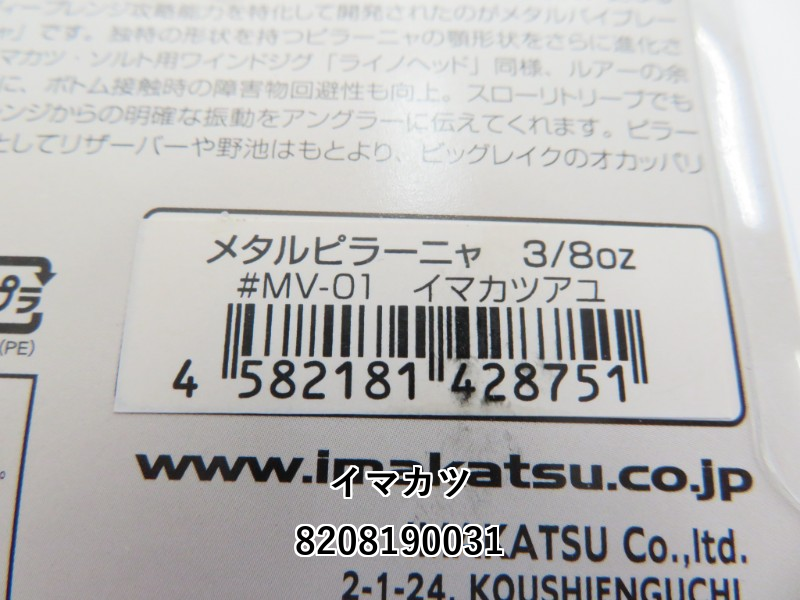 ディープレンジ攻略能力を特化して開発されたのがメタルバイブレー
ャ」です。独特の形状を持つピラーニャの顎形状をさらに進化さ
マカツ・ソルト用ウインドジグ「ライノヘッド」同様、ルアーの余
に、ボトム接触時の障害物回避性も向上。スローリトリーブでも
ンジからの明確な振動をアングラーに伝えてくれます。ピラー
としてリザーバーや野池はもとより、ビッグレイクのオカッパリ
メタルピラーニャ 3/8oz
#MV-01 イマカツアユ
4 582181 428751
プラ
(PE)
www.imakatsu.co.jp
イマカツ
8208190031
IMAKATSU Co.,ltd.
2-1-24, KOUSHIENGUCHI